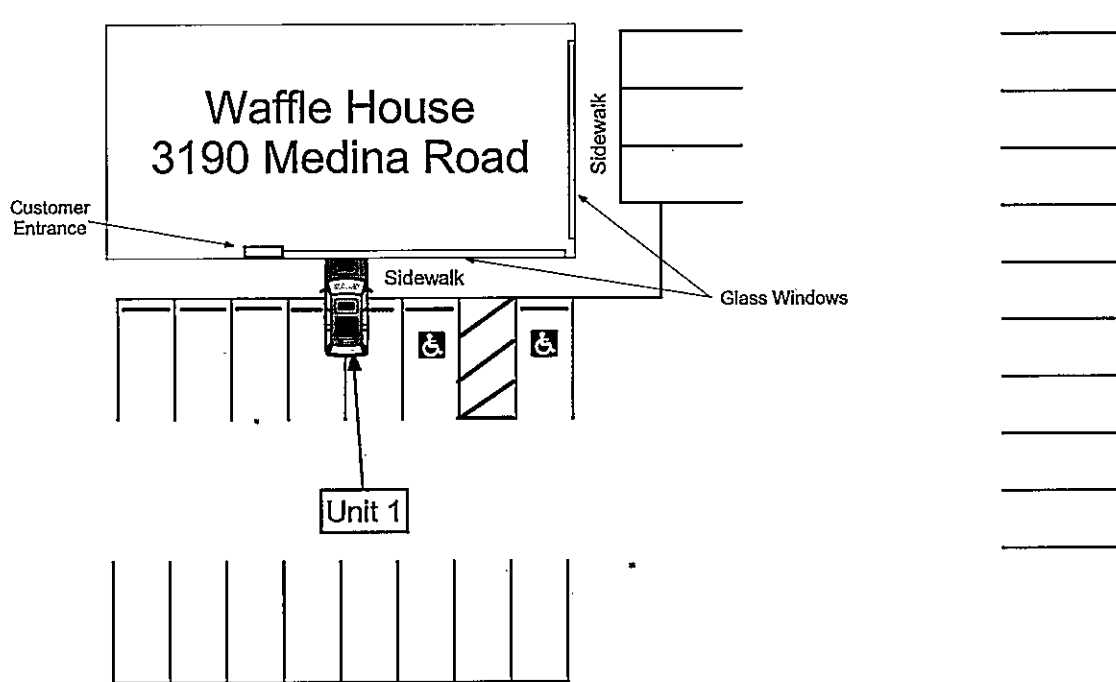 Waffle House
3190 Medina Road
Sidewalk
Customer
Entrance
Sidewalk
Glass Windows
Unit 1